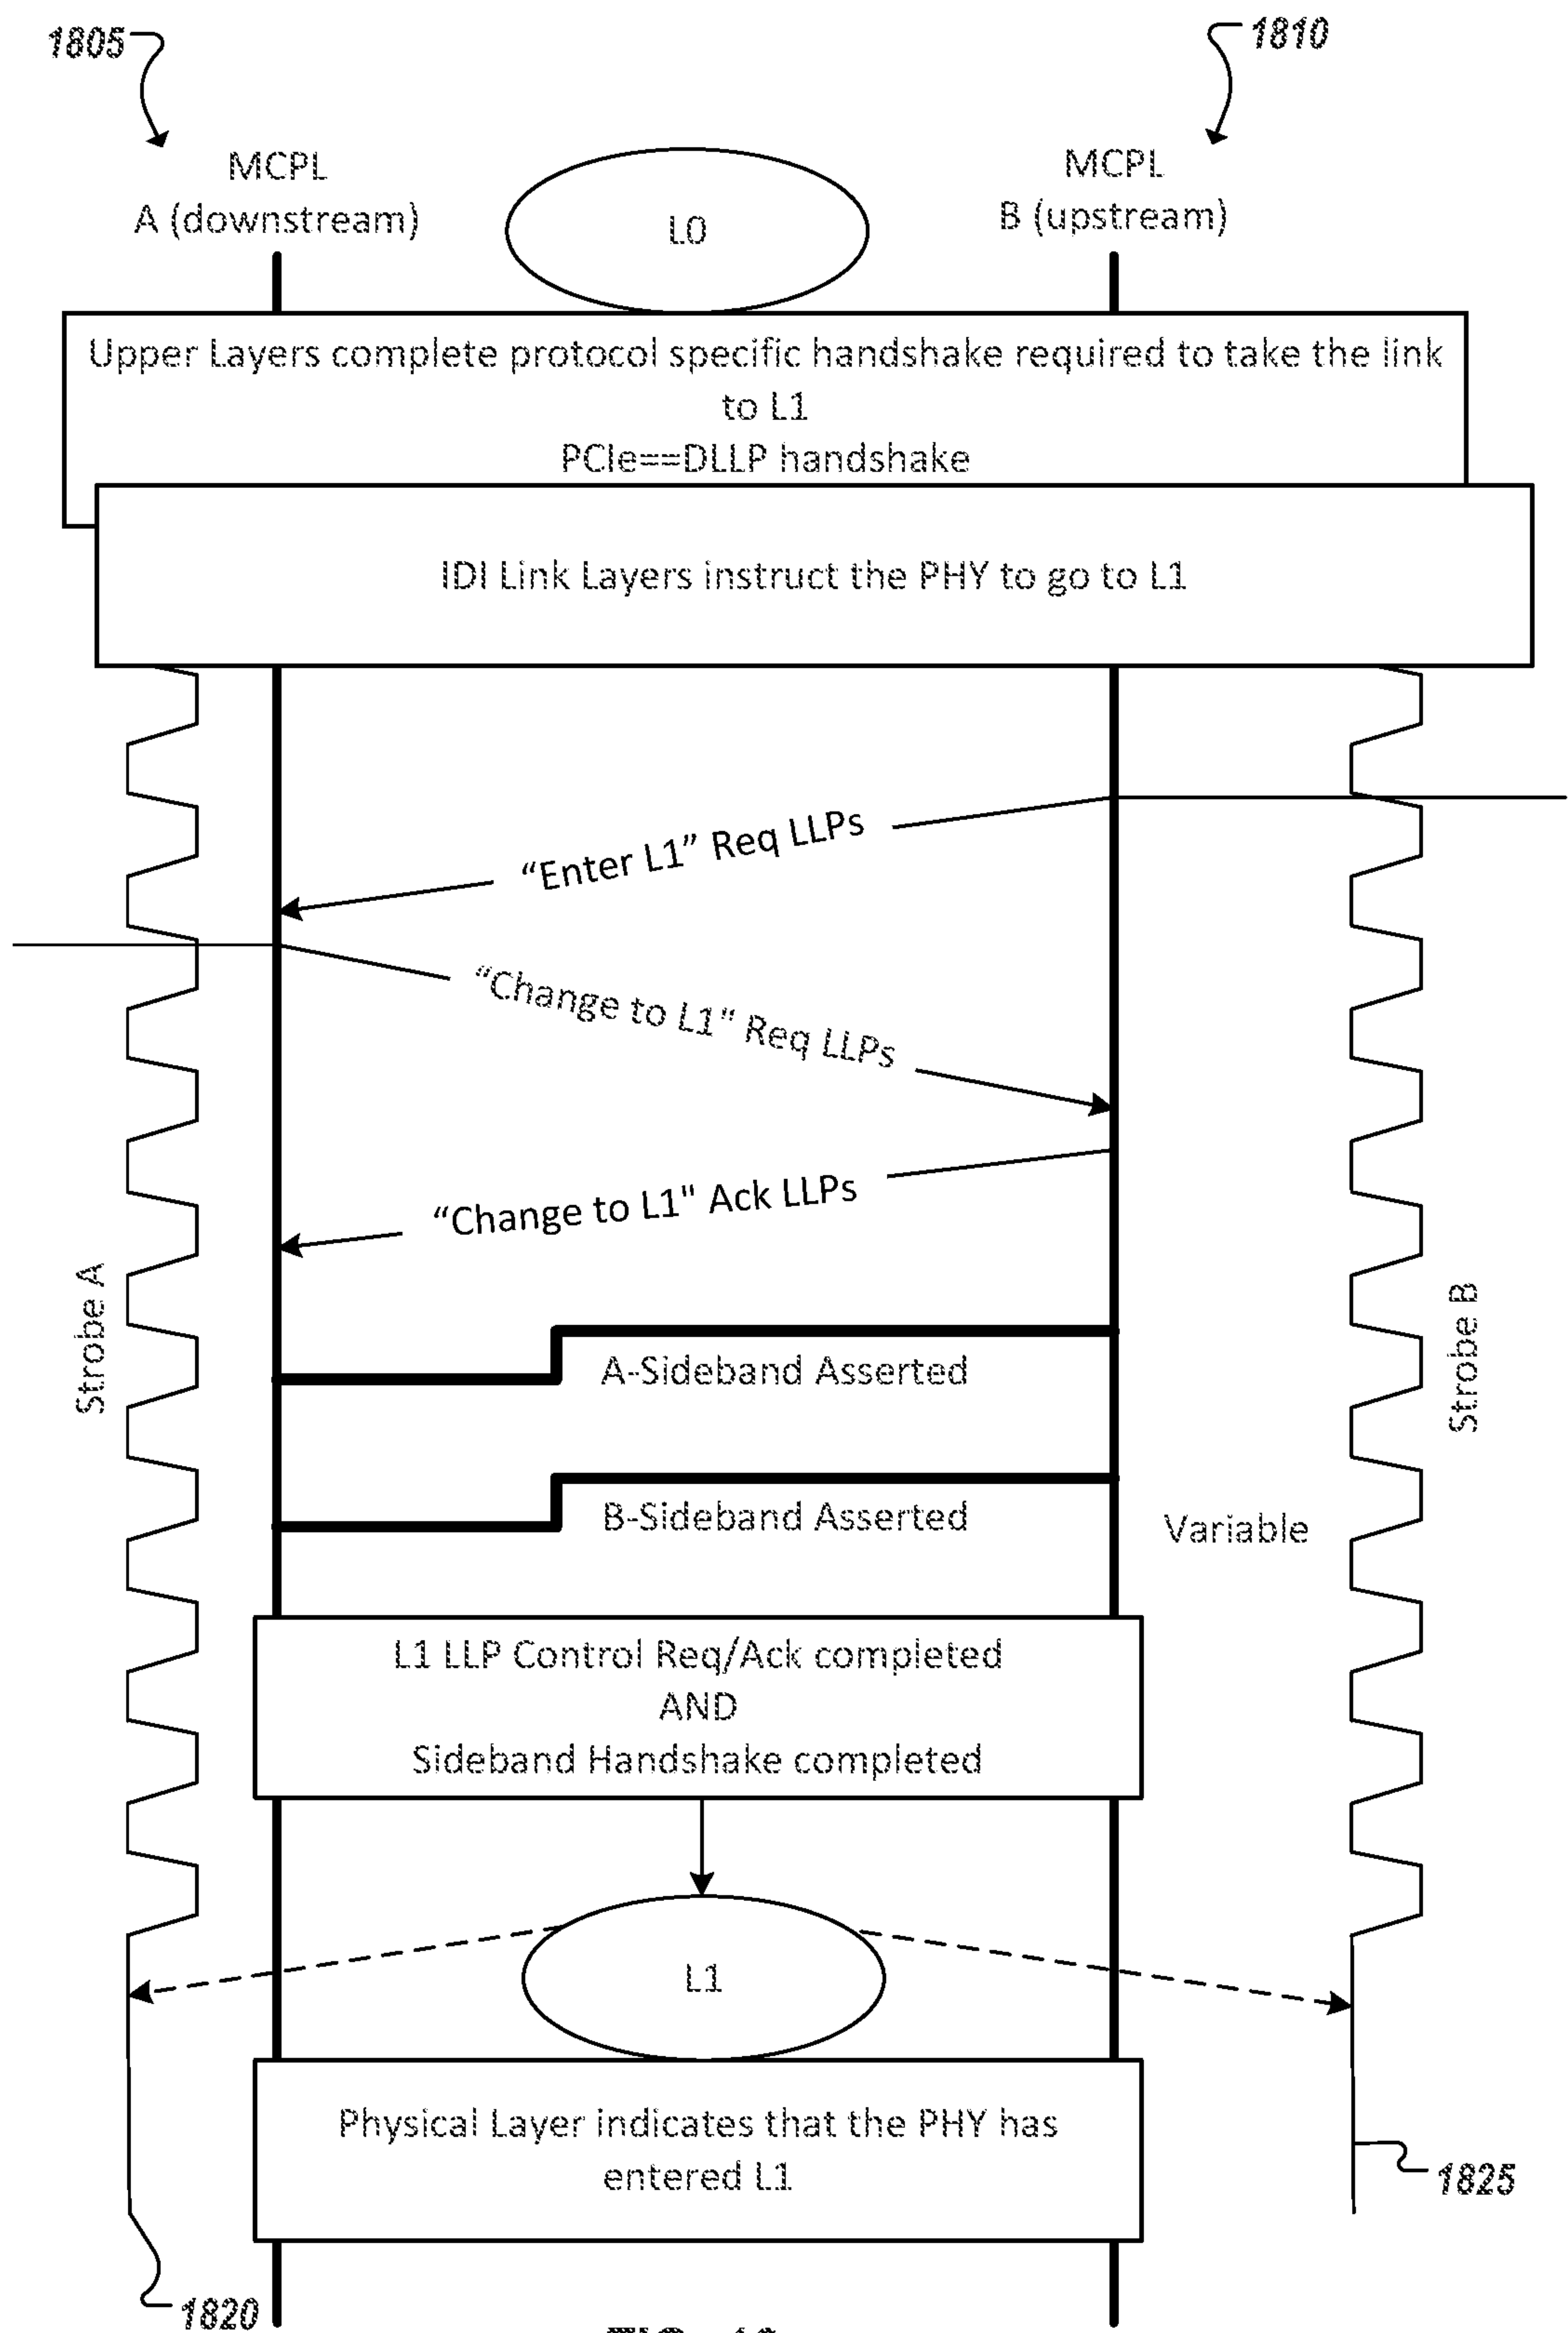 1805
1810
MCPL
A (downstream)
L0
MCPL
B (upstream)
Upper Layers complete protocol specific handshake required to take the link
to L1
PCIe==DLLP handshake
IDI Link Layers instruct the PHY to go to L1
“Enter L1” Req LLPs
“Change to L1" Req LLPs
“Change to L1" Ack LLPs
Strobe A
Strobe B
A-Sideband Asserted
B-Sideband Asserted
Variable
L1 LLP Control Req/Ack completed
AND
Sideband Handshake completed
L1
Physical Layer indicates that the PHY has
entered L1
1825
1820